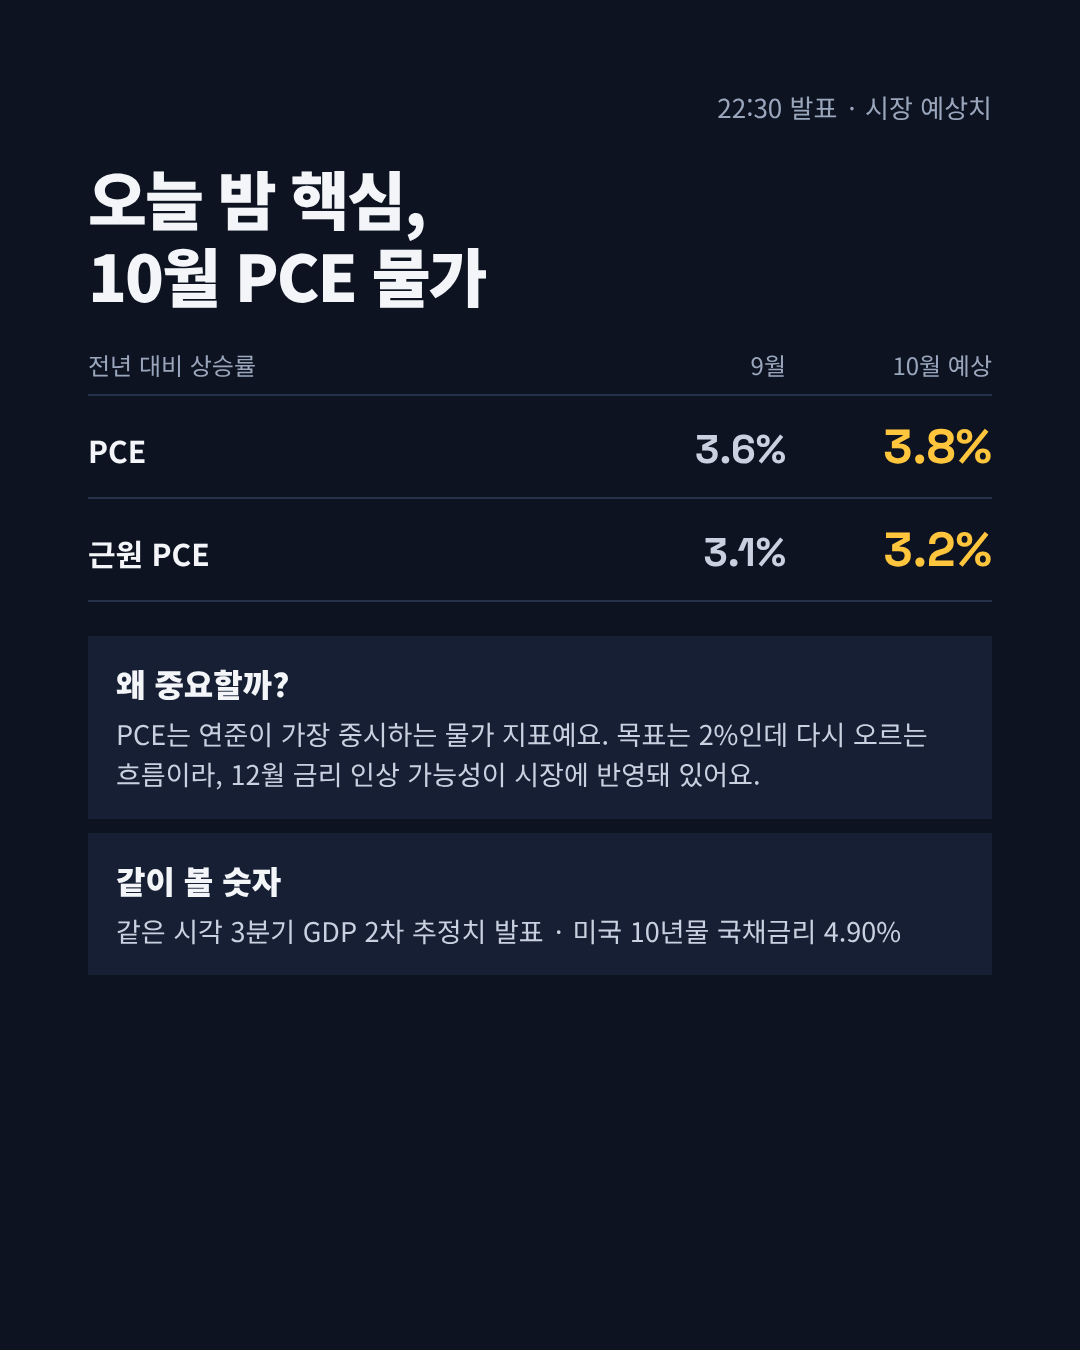 22:30 발표 · 시장 예상치
오늘 밤 핵심,
10월 PCE 물가
전년 대비 상승률 9월 10월 예상
PCE 3.6% 3.8%
근원 PCE 3.1% 3.2%
왜 중요할까?
PCE는 연준이 가장 중시하는 물가 지표예요. 목표는 2%인데 다시 오르는
흐름이라, 12월 금리 인상 가능성이 시장에 반영돼 있어요.
같이 볼 숫자
같은 시각 3분기 GDP 2차 추정치 발표 · 미국 10년물 국채금리 4.90%